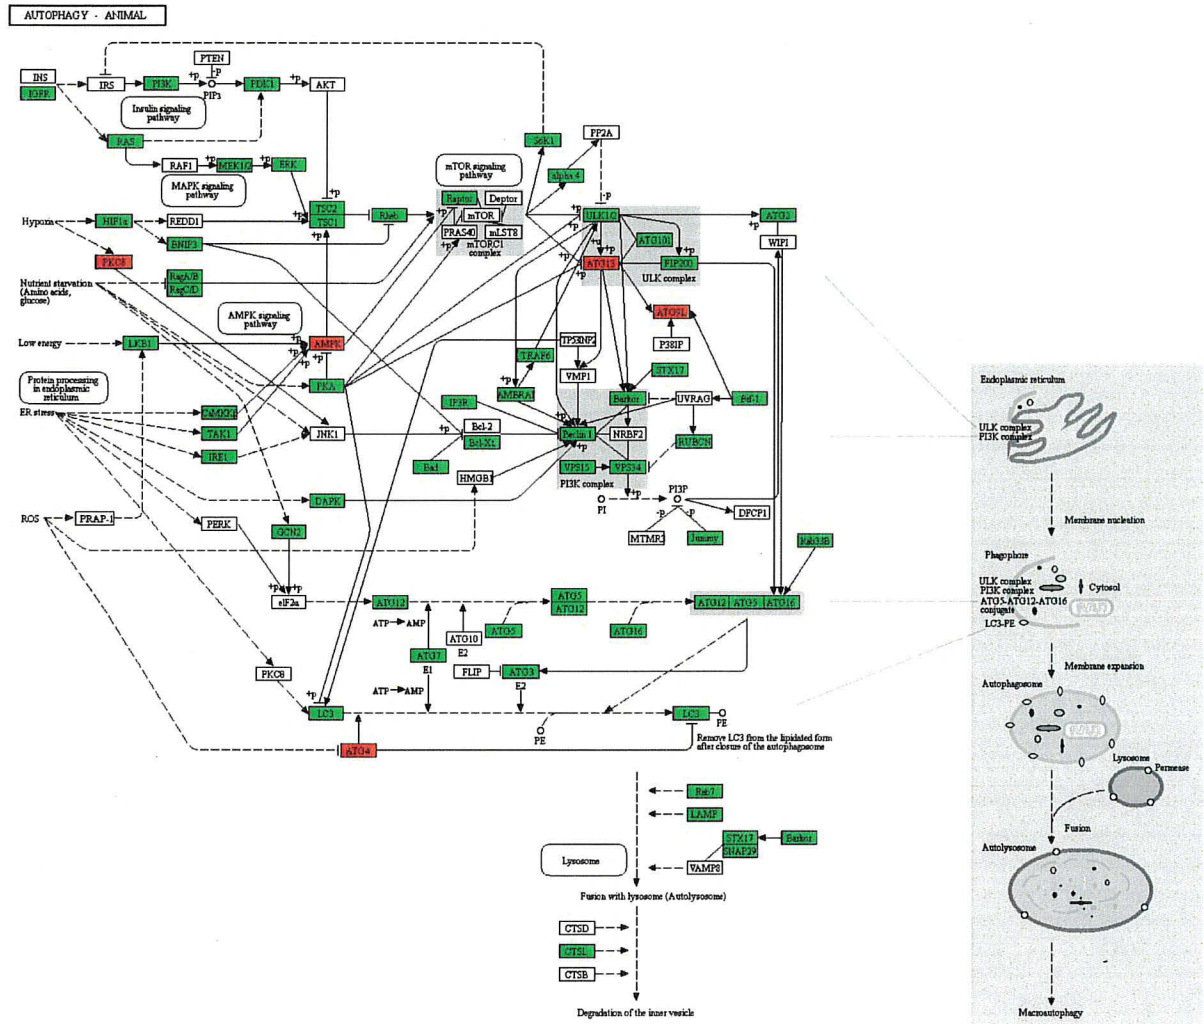 AUTOPHAGY - ANIMAL
PTEN
INS
IGFR
IRS
PI3K
+p
-p
PIP3
PDK1
+p
AKT
Insulin signaling
pathway
RAS
RAF1
+p
MEK1/2
+p
ERK
MAPK signaling
pathway
+p
+p
TSC2
TSC1
+p
S6K1
PP2A
alpha 4
-p
mTOR signaling
pathway
Raptor
Deptor
mTOR
PRAS40
mLST8
mTORC1
complex
+p
+p
Hypoxia
HIF1α
REDD1
BNIP3
Rheb
ULK1/2
ATG101
ATG13
FIP200
ULK complex
+p
+p
+p
+p
ATG2
+p
WIPI
RagA/B
RagC/D
Nutrient starvation
(Amino acids,
glucose)
AMPK signaling
pathway
ATG9L
P38IP
Low energy
LKB1
+p
AMPK
PKA
TP53INP2
VMP1
TRAF6
AMBRA1
STX17
Protein processing
in endoplasmic
reticulum
ER stress
CaMKKβ
TAK1
IRE1
JNK1
IP3R
Barkor
UVRAG
Bif-1
+p
Bcl-2
Bcl-XL
Beclin 1
NRBF2
RUBCN
Bad
HMGB1
VPS15
VPS34
PI3K complex
DAPK
+p
PI
PI3P
DFCP1
-p
-p
MTMR3
Jummy
ROS
PRAP-1
PERK
GCN2
Rab33B
+p
+p
eIF2α
ATG12
ATG5
ATG12
ATG12
ATG5
ATG16
ATP
AMP
ATG10
E2
ATG5
ATG16
ATG7
E1
FLIP
ATG3
E2
ATP
AMP
+p
LC3
LC3
PE
PE
Remove LC3 from the lipidated form
after closure of the autophagosome
ATG4
Rab7
LAMP
STX17
SNAP29
Barkor
VAMP8
Lysosome
Fusion with lysosome (Autolysosome)
CTSD
CTSL
CTSB
Degradation of the inner vesicle
Endoplasmic reticulum
ULK complex
PI3K complex
Membrane nucleation
Phagophore
ULK complex
PI3K complex
ATG5-ATG12-ATG16
conjugate
LC3-PE
Cytosol
Membrane expansion
Autophagosome
Lysosome
Permease
Fusion
Autolysosome
Macroautophagy